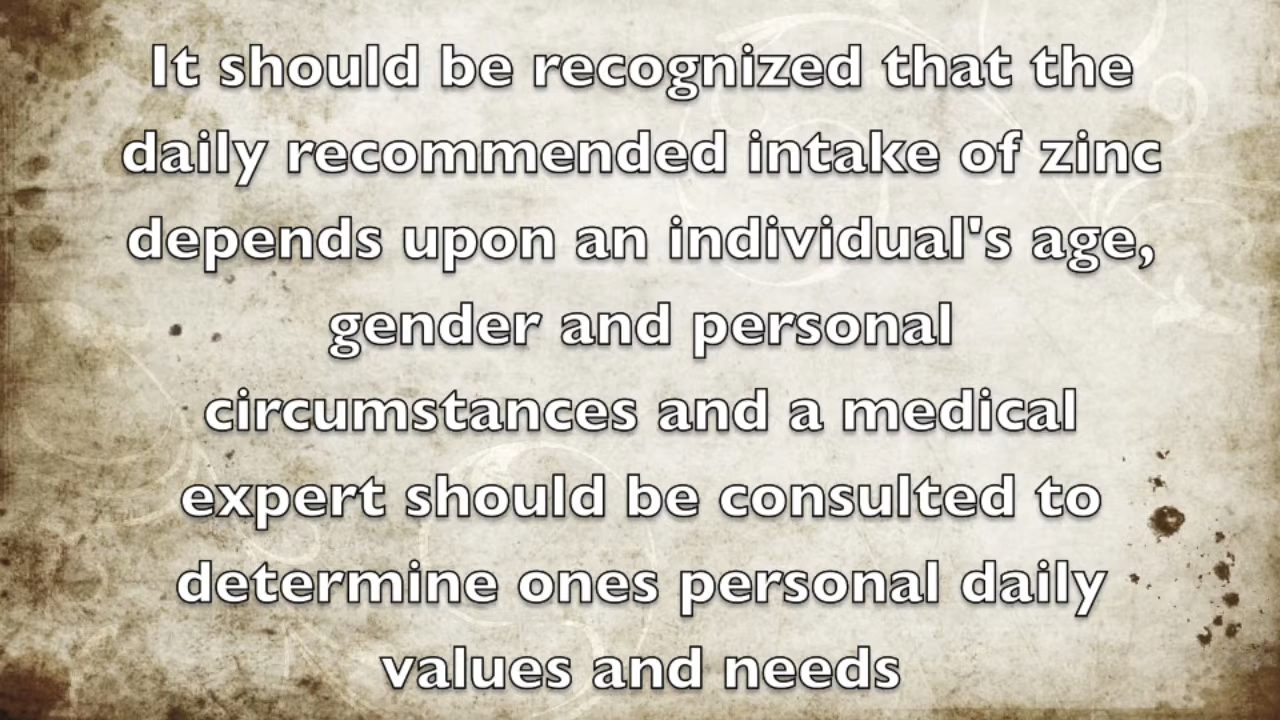 It should be recognized that the
daily recommended intake of zinc
depends upon an individual's age,
gender and personal
circumstances and a medical
expert should be consulted to
determine ones personal daily
values and needs